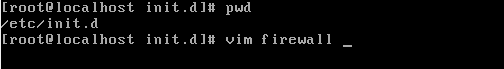 [root@localhost init.d]# pwd
/etc/init.d
[root@localhost init.d]# vim firewall _